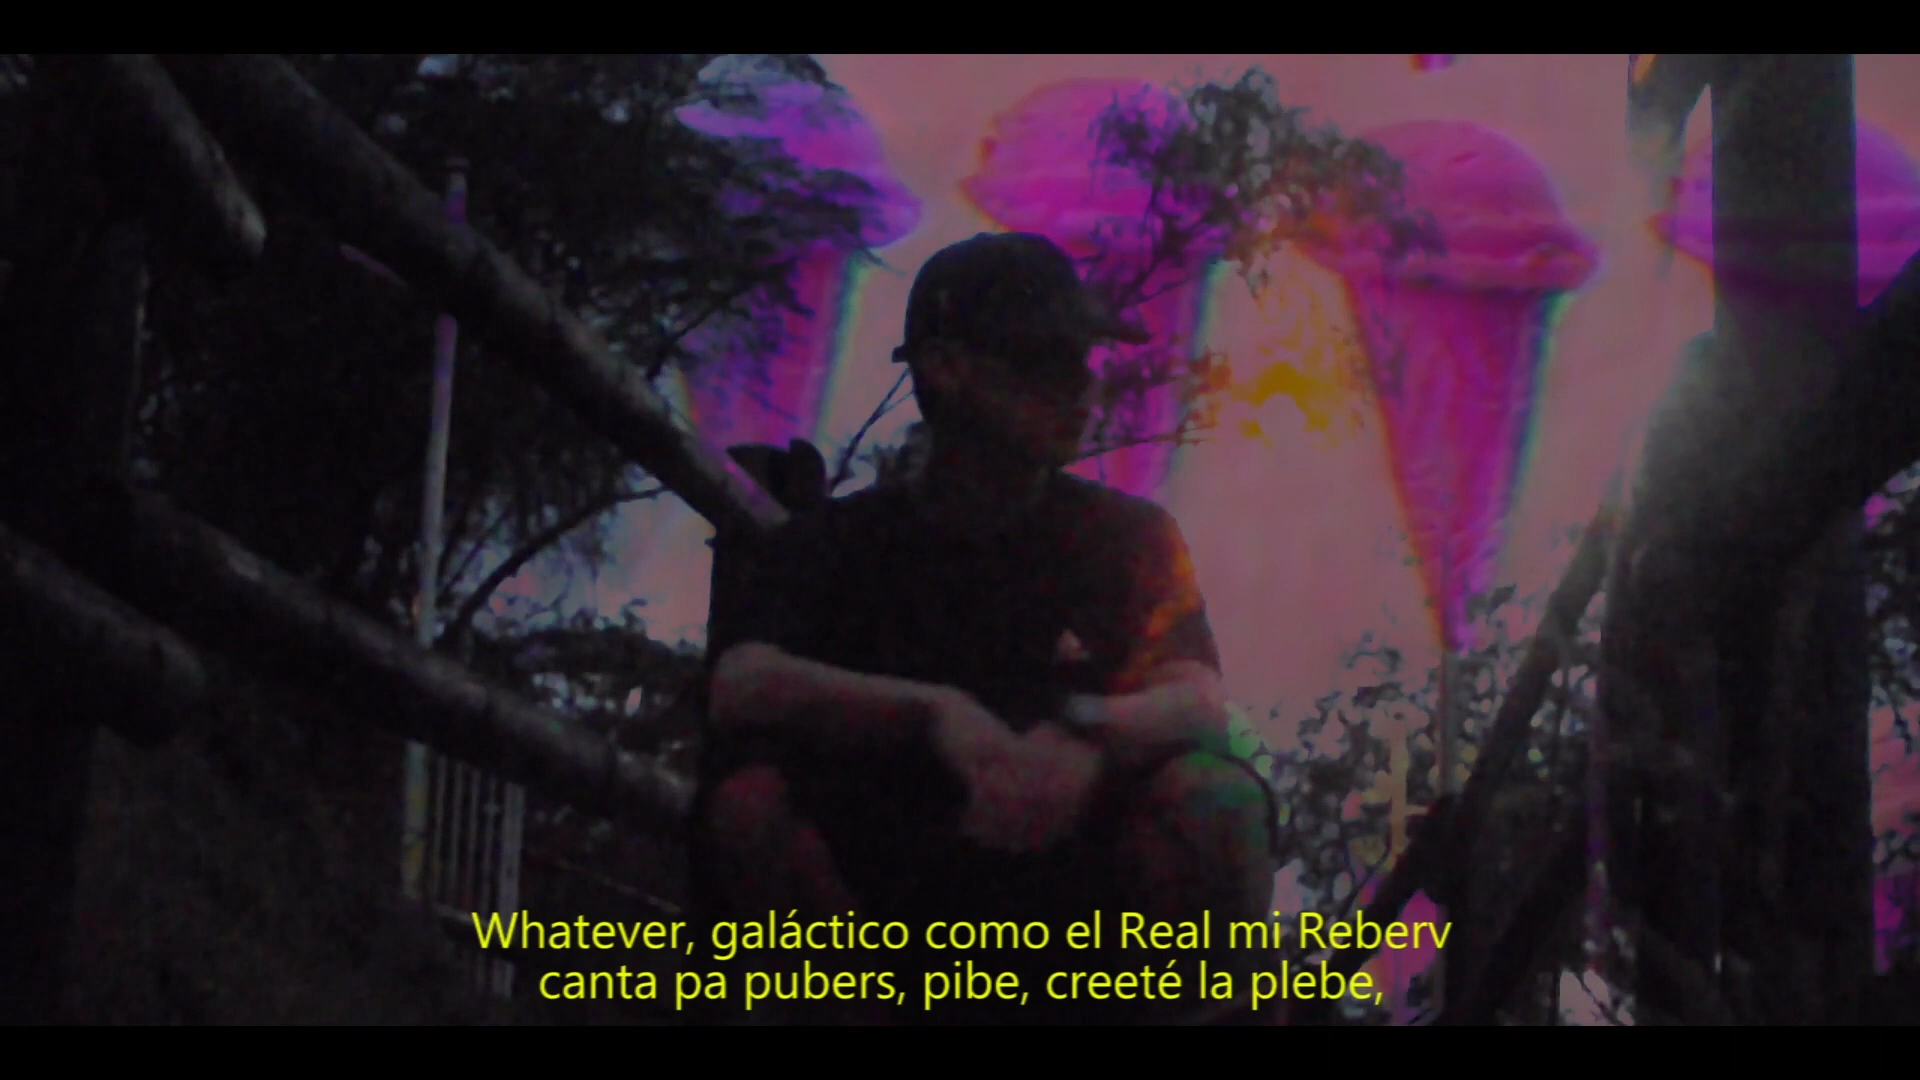 Whatever, galáctico como el Real mi Reberv
canta pa pubers, pibe, creeté la plebe,